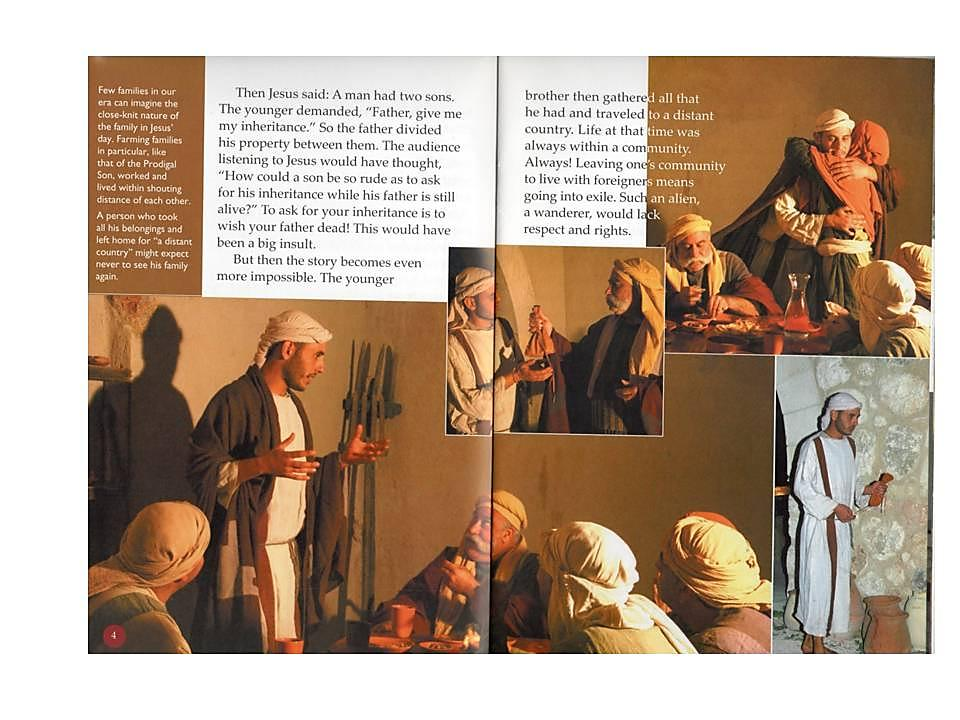 Few families in our
era can imagine the
close-knit nature of
the family in Jesus'
day. Farming families
in particular, like
that of the Prodigal
Son, worked and
lived within shouting
distance of each other.
A person who took
all his belongings and
left home for “a distant
country” might expect
never to see his family
again.
Then Jesus said: A man had two sons.
The younger demanded, “Father, give me
my inheritance.” So the father divided
his property between them. The audience
listening to Jesus would have thought,
“How could a son be so rude as to ask
for his inheritance while his father is still
alive?” To ask for your inheritance is to
wish your father dead! This would have
been a big insult.
But then the story becomes even
more impossible. The younger
brother then gathered all that
he had and traveled to a distant
country. Life at that time was
always within a community.
Always! Leaving one's community
to live with foreigners means
going into exile. Such an alien,
a wanderer, would lack
respect and rights.
4